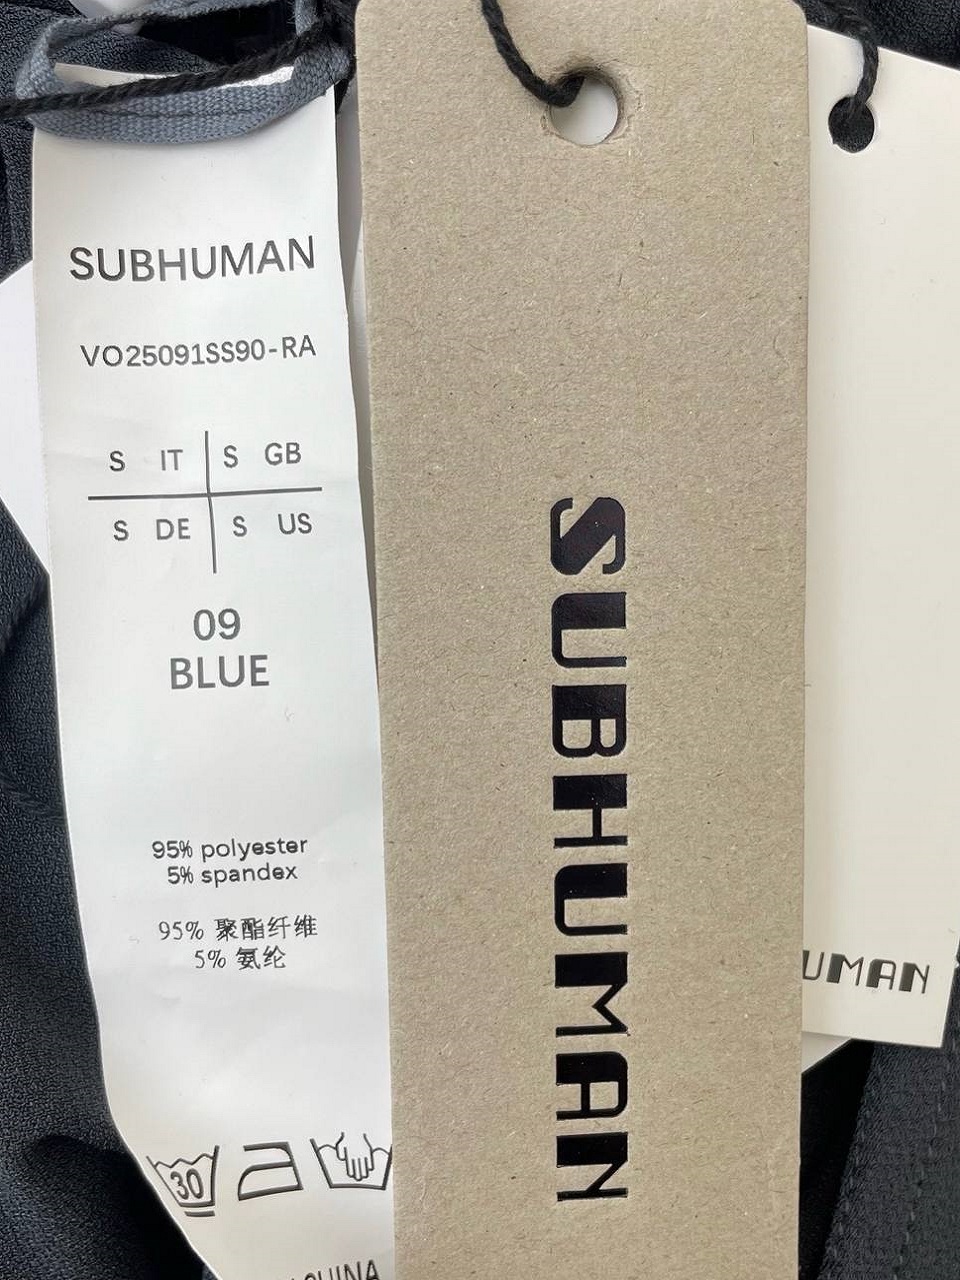 SUBHUMAN
VO25091SS90-RA
S IT S GB
S DE S US
09
BLUE
95% polyester
5% spandex
95% 聚酯纤维
5% 氨纶
30
CHINA
SUBHUMAN
UMAN